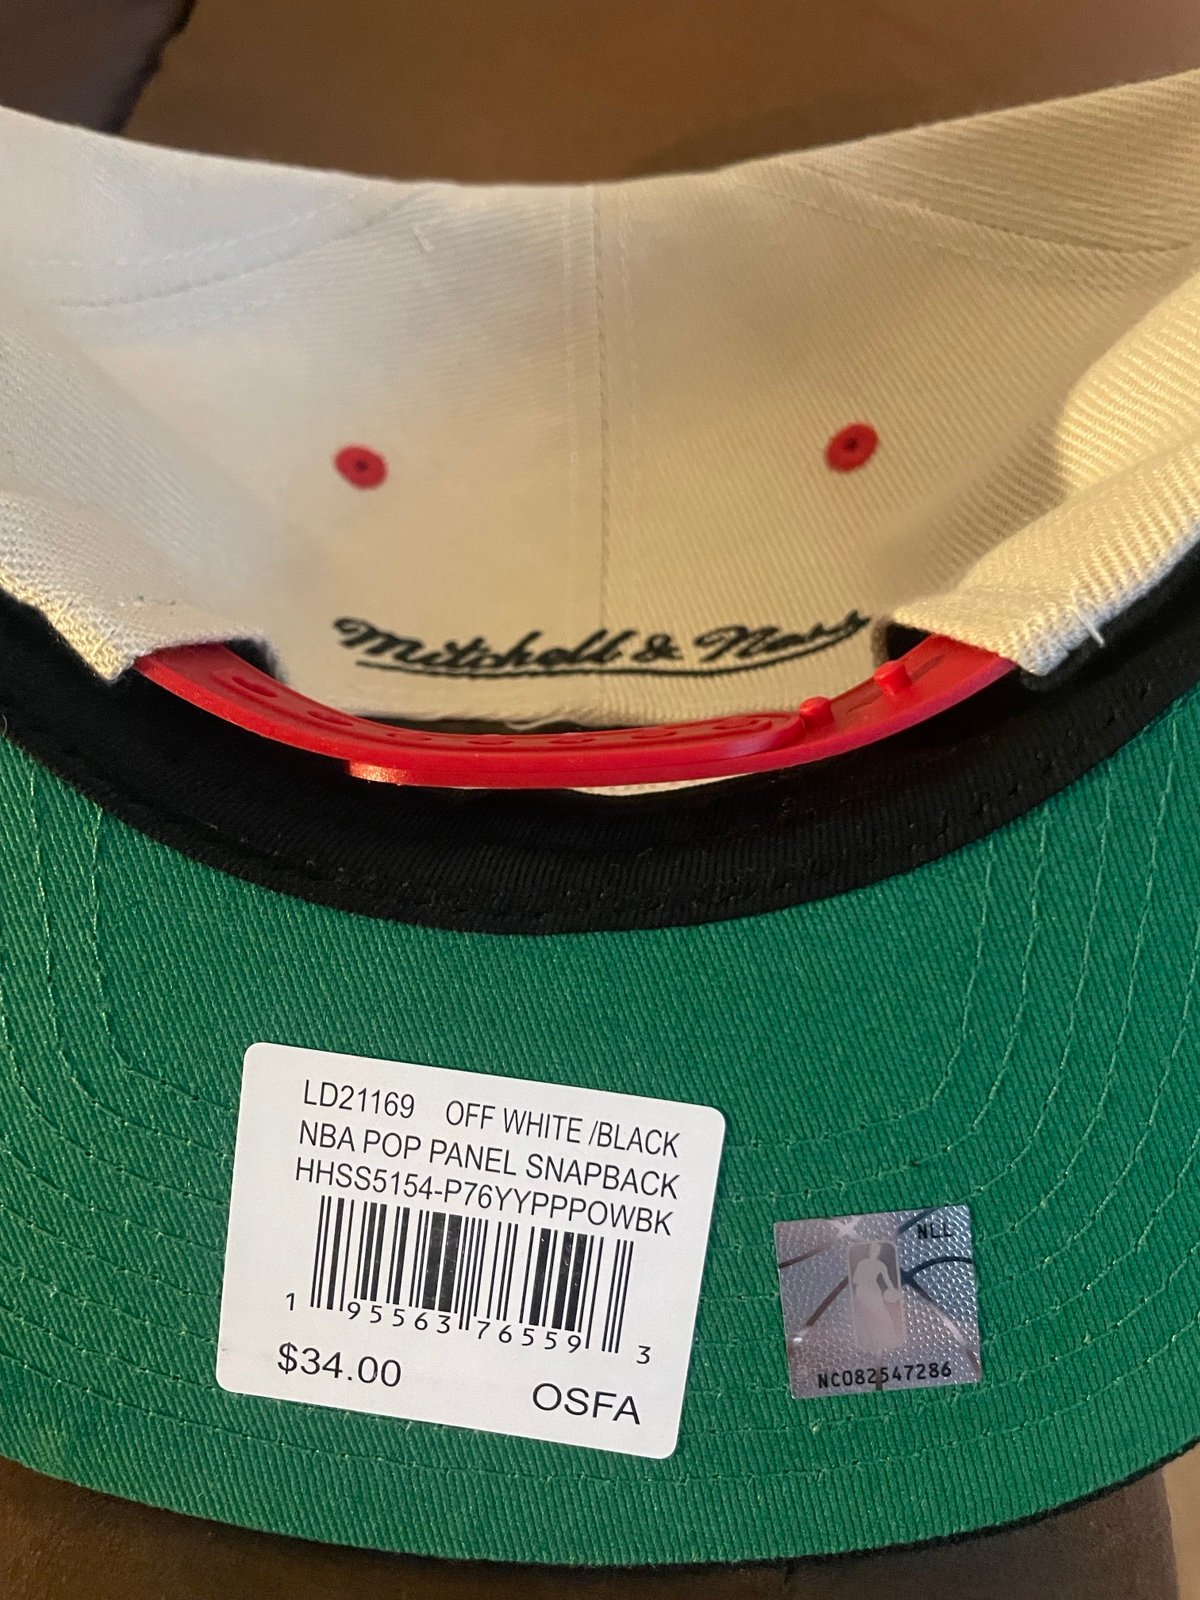 Mitchell & Ness
LD21169 OFF WHITE /BLACK
NBA POP PANEL SNAPBACK
HHSS5154-P76YYPPPOWBK
1 95563 76559 3
$34.00
OSFA
NLL
NC082547286